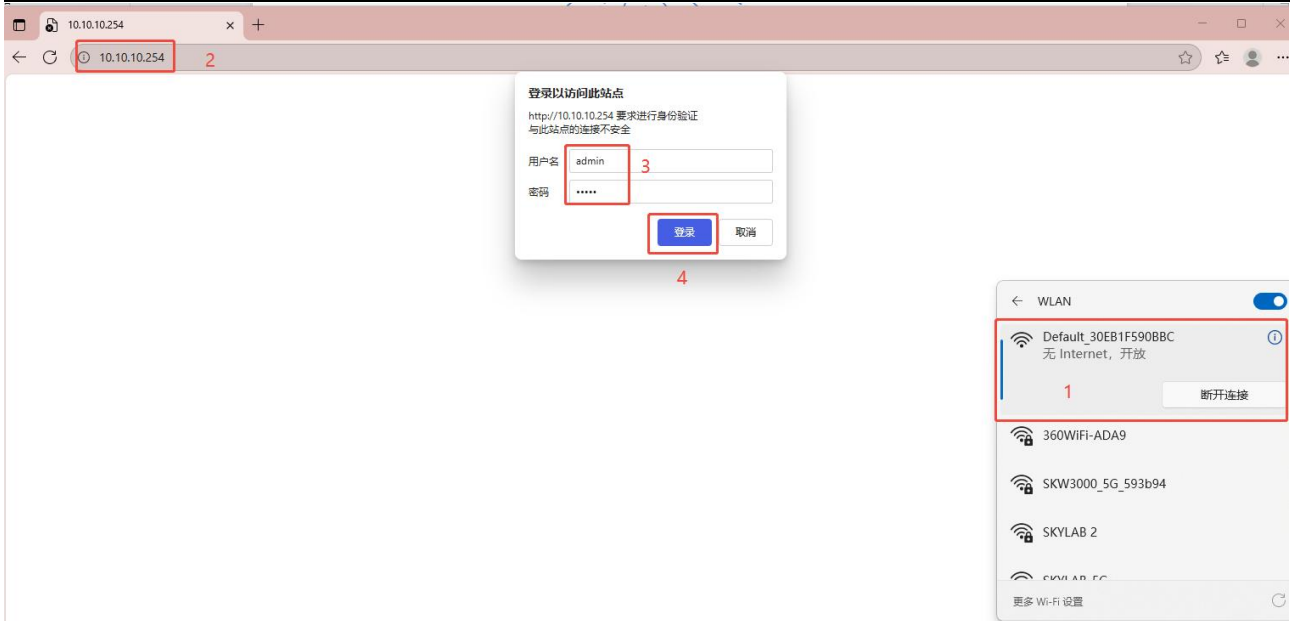 10.10.10.254
10.10.10.254
2
登录以访问此站点
http://10.10.10.254 要求进行身份验证
与此站点的连接不安全
用户名 admin
3
密码 •••••
登录 取消
4
WLAN
Default_30EB1F590BBC
无 Internet，开放
1
断开连接
360WiFi-ADA9
SKW3000_5G_593b94
SKYLAB 2
更多 Wi-Fi 设置